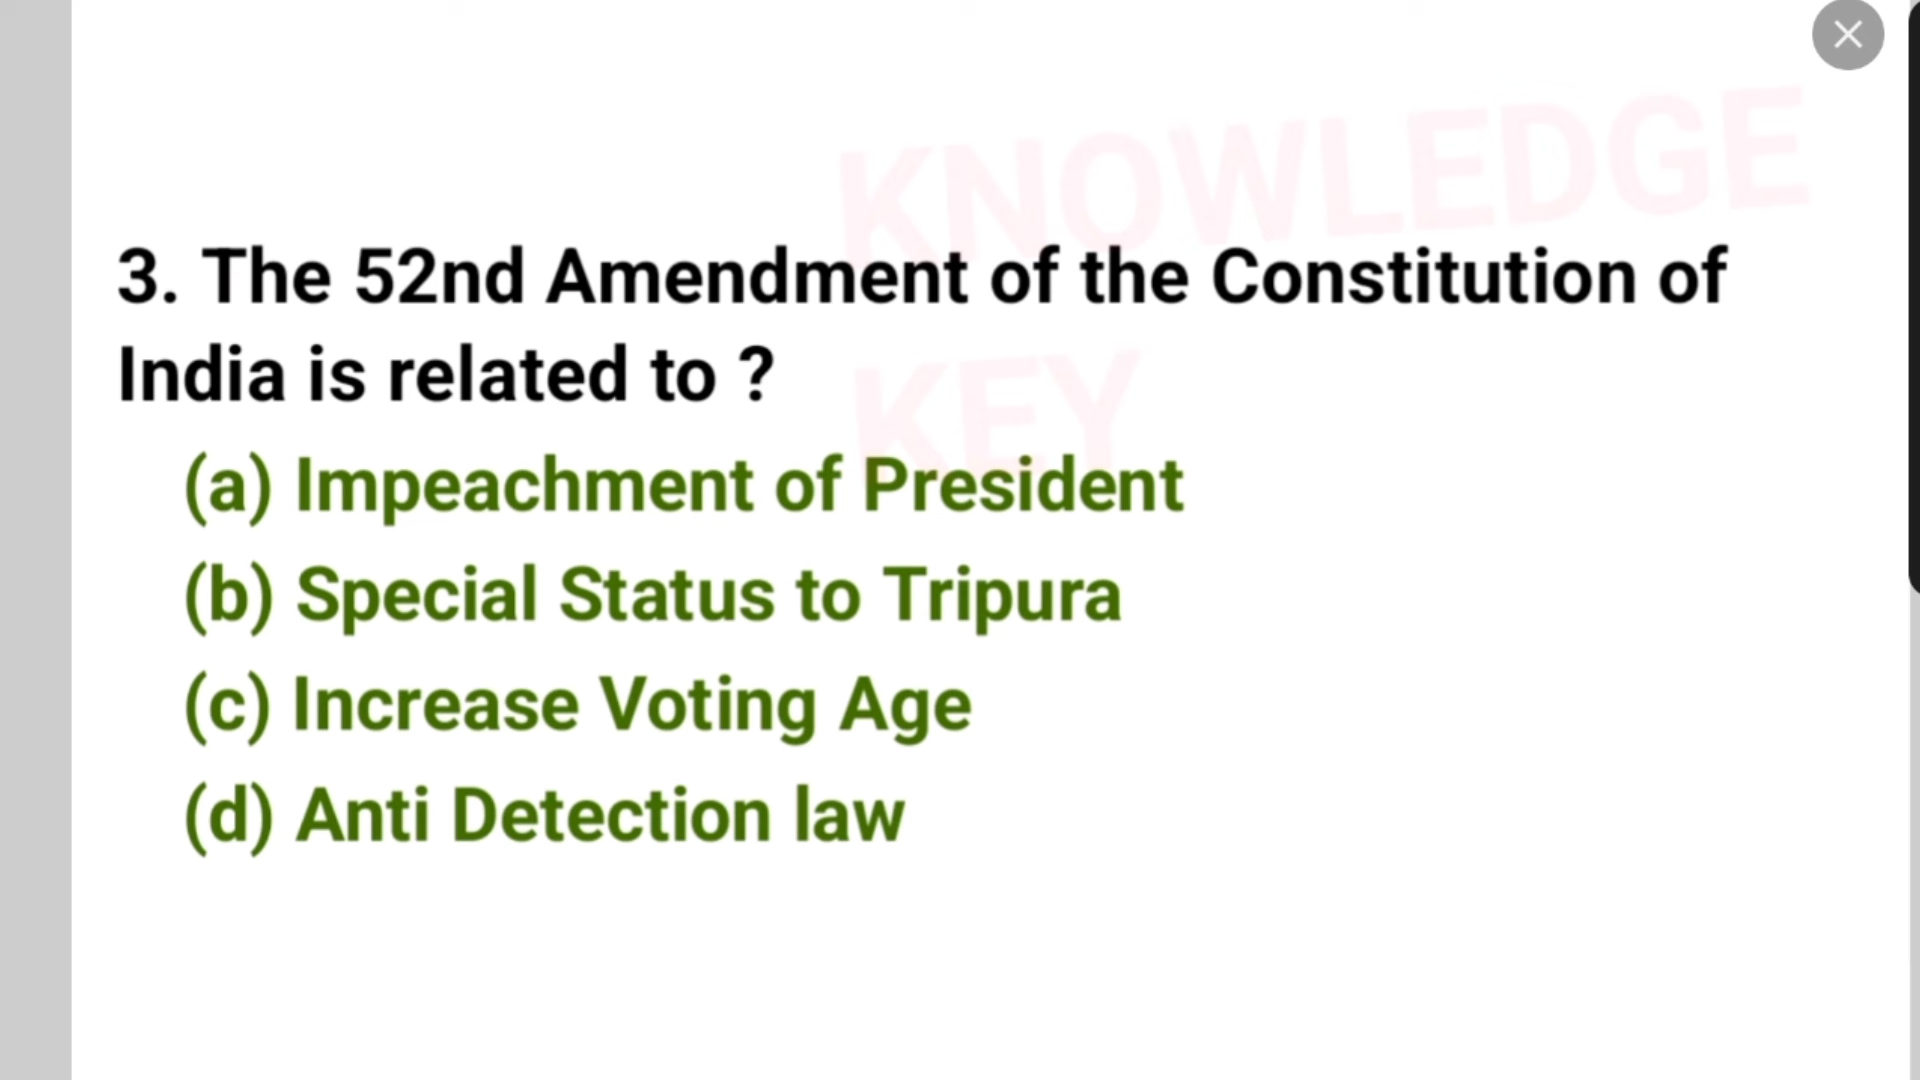 KNOWLEDGE
KEY
3. The 52nd Amendment of the Constitution of
India is related to ?
(a) Impeachment of President
(b) Special Status to Tripura
(c) Increase Voting Age
(d) Anti Detection law